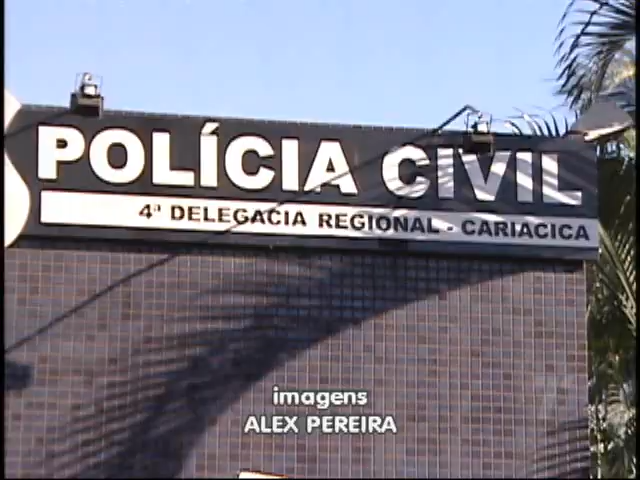 POLÍCIA CIVIL
4ª DELEGACIA REGIONAL - CARIACICA
imagens
ALEX PEREIRA